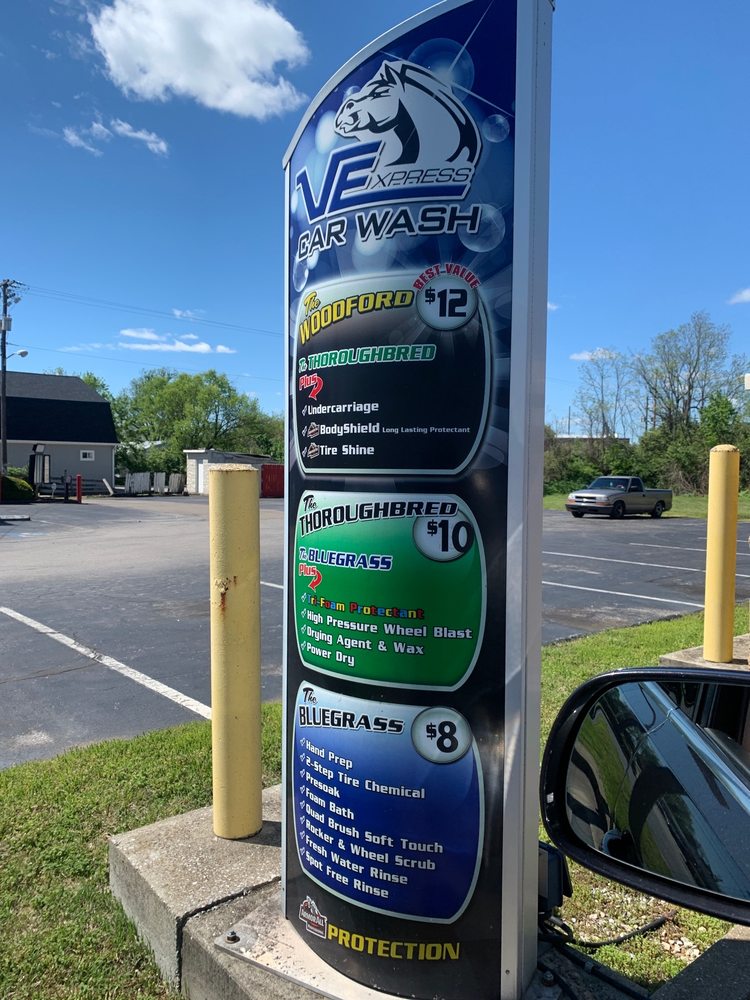 VE XPRESS
CAR WASH
BEST VALUE
The
WOODFORD $12
The THOROUGHBRED
Plus
Undercarriage
BodyShield Long Lasting Protectant
Tire Shine
The
THOROUGHBRED
$10
The BLUEGRASS
Plus
Tri-Foam Protectant
High Pressure Wheel Blast
Drying Agent & Wax
Power Dry
The
BLUEGRASS $8
Hand Prep
2-Step Tire Chemical
Presoak
Foam Bath
Quad Brush Soft Touch
Rocker & Wheel Scrub
Fresh Water Rinse
Spot Free Rinse
PROTECTION